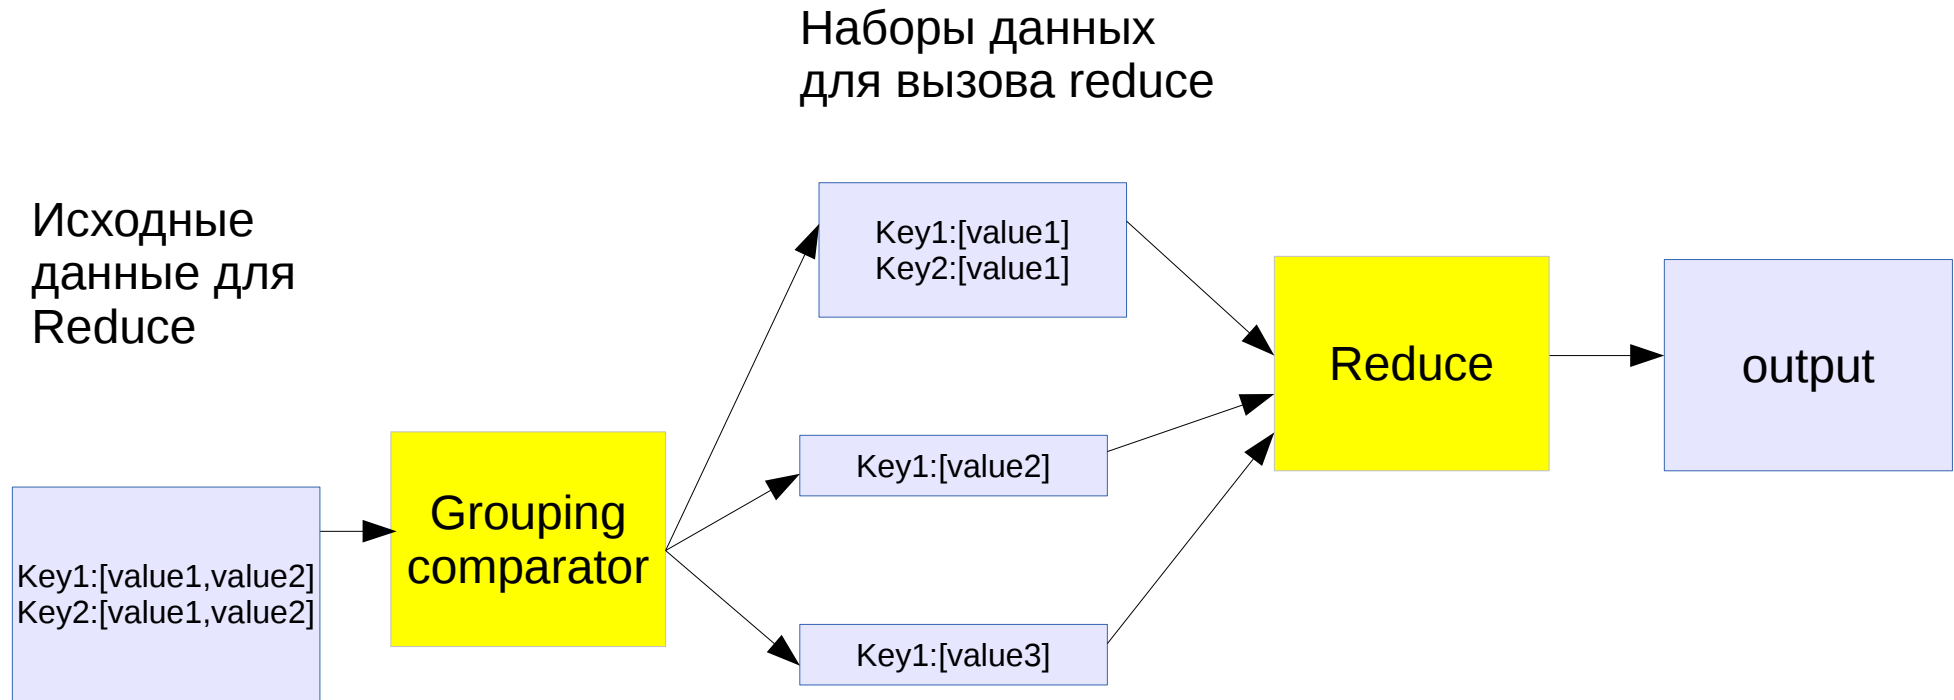 Наборы данных
для вызова reduce
Исходные
данные для
Reduce
Key1:[value1]
Key2:[value1]
Reduce
output
Key1:[value2]
Grouping
comparator
Key1:[value1,value2]
Key2:[value1,value2]
Key1:[value3]